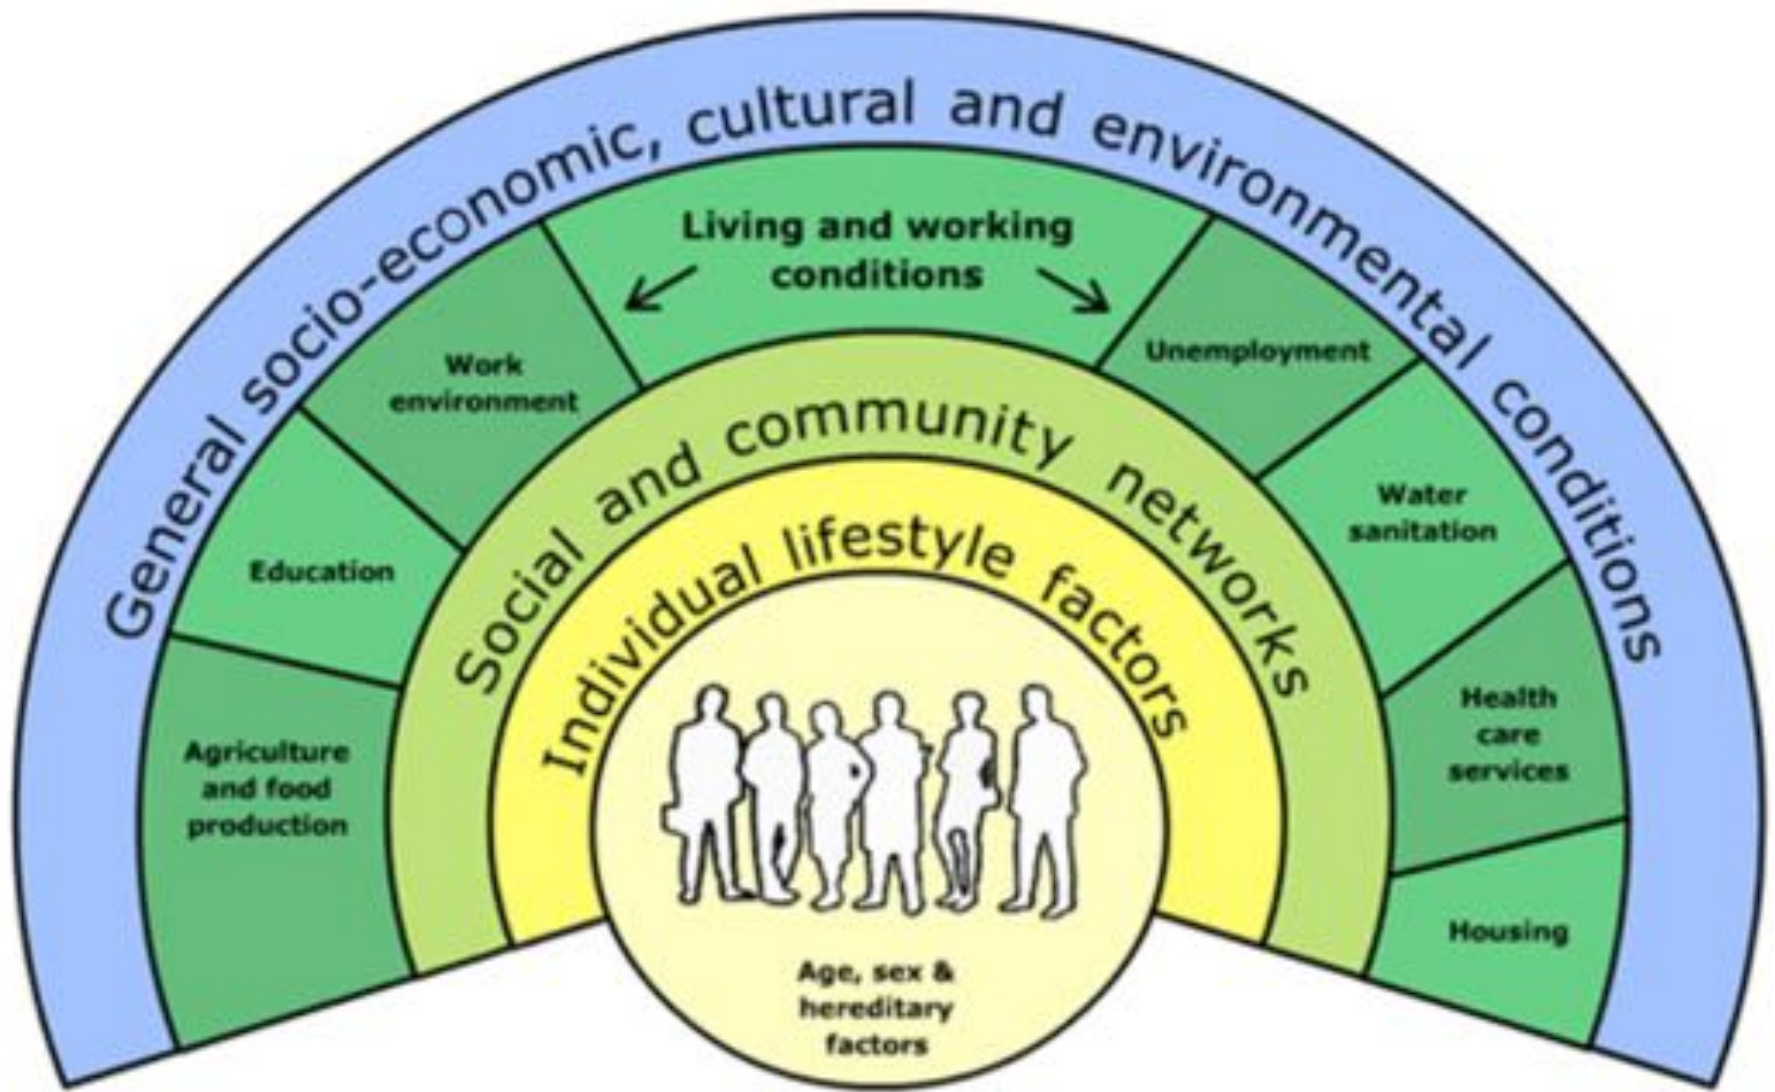 General socio-economic, cultural and environmental conditions
Living and working
conditions
Work
environment
Unemployment
Education
Water
sanitation
Agriculture
and food
production
Health
care
services
Housing
Social and community networks
Individual lifestyle factors
Age, sex &
hereditary
factors